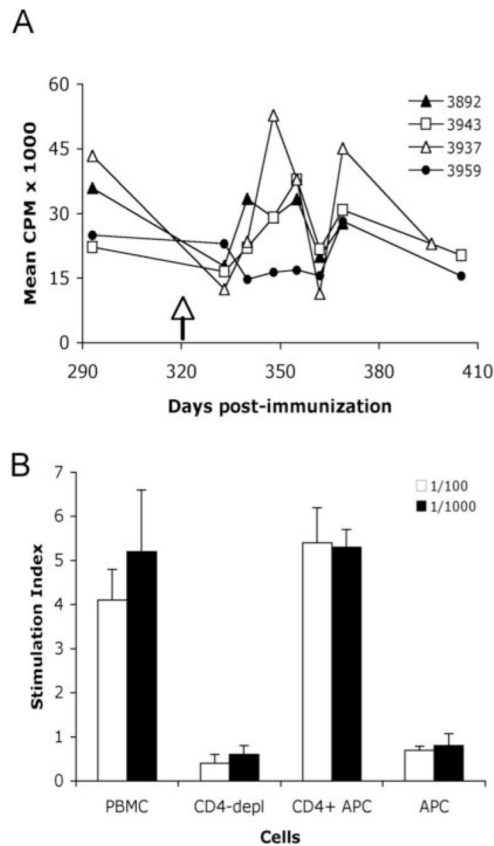 A
60
45
30
15
0
Mean CPM x 1000
3892
3943
3937
3959
290 320 350 380 410
Days post-immunization
B
7
6
5
4
3
2
1
0
Stimulation Index
1/100
1/1000
PBMC CD4-depl CD4+ APC APC
Cells